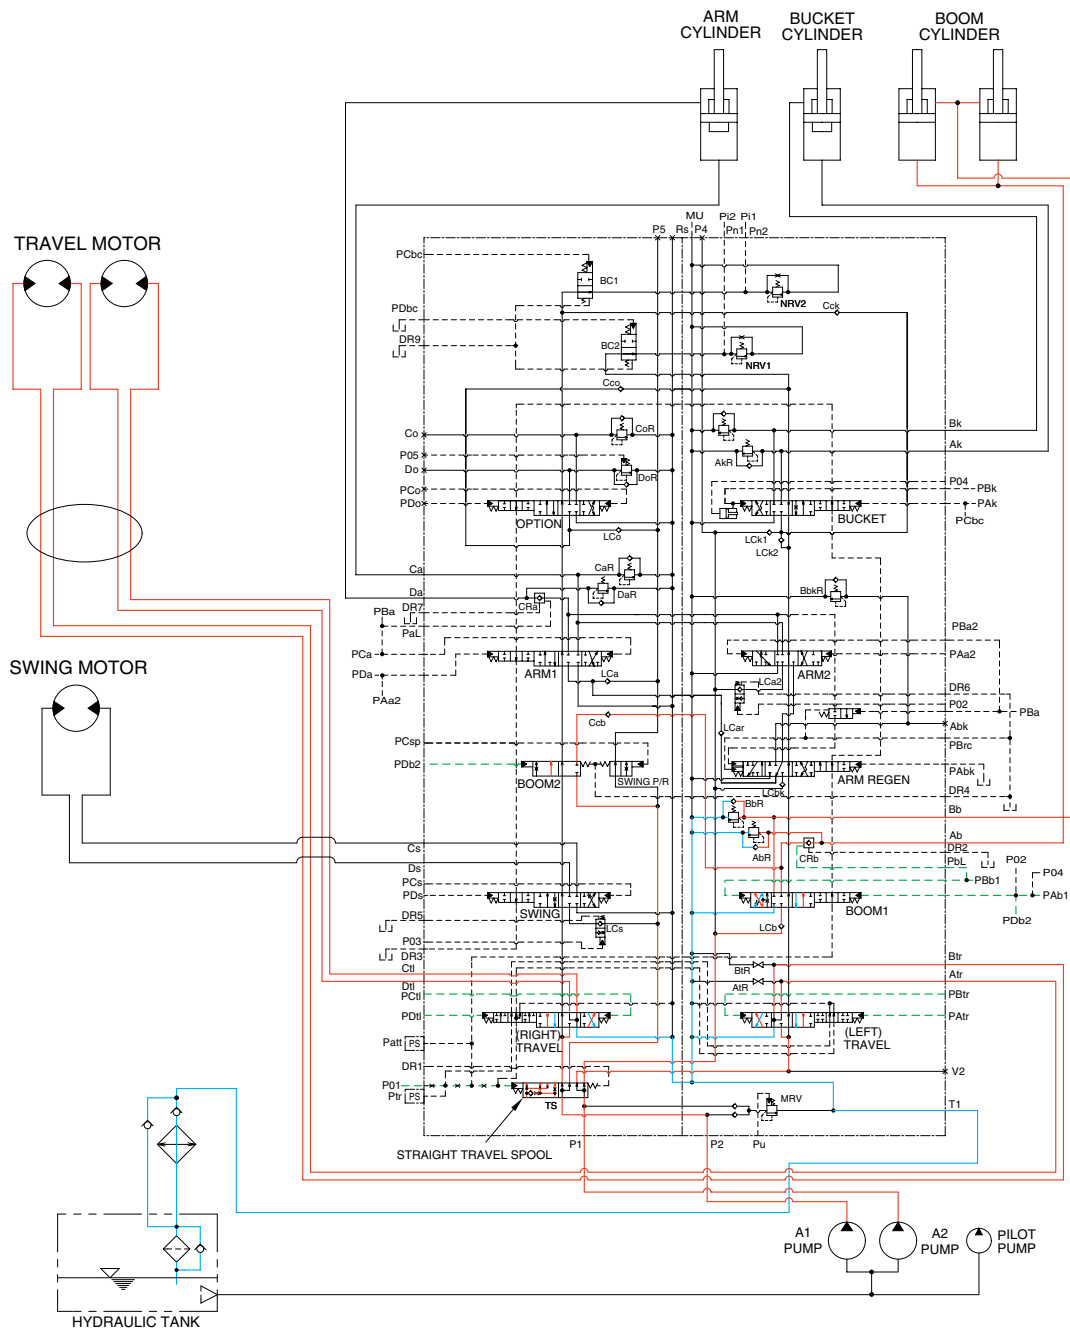 ARM
CYLINDER
BUCKET
CYLINDER
BOOM
CYLINDER
TRAVEL MOTOR
SWING MOTOR
P5
Rs
MU
P4
Pi2
Pn1
Pi1
Pn2
PCbc
BC1
NRV2
Cck
PDbc
DR9
BC2
NRV1
Cco
Co
CoR
Bk
Ak
P05
Do
DoR
AkR
PCo
PDo
P04
PBk
PAk
PCbc
OPTION
BUCKET
LCo
LCk1
LCk2
Ca
CaR
Da
DaR
BbkR
CRa
PBa
DR7
PaL
PBa2
PCa
PAa2
PDa
PAa2
ARM1
ARM2
LCa
LCa2
DR6
P02
PBa
Abk
Ccb
LCar
PCsp
PBrc
PDb2
PAbk
BOOM2
SWING P/R
ARM REGEN
LCbk
DR4
BbR
Bb
AbR
Ab
CRb
DR2
PbL
P02
P04
PBb1
PAb1
PDb2
Cs
Ds
PCs
PDs
SWING
BOOM1
DR5
LCs
LCb
P03
DR3
Ctl
BtR
Btr
Dtl
AtR
Atr
PCtl
PBtr
PDtl
PAtr
(RIGHT)
TRAVEL
(LEFT)
TRAVEL
Patt
PS
DR1
P01
Ptr
PS
TS
V2
MRV
T1
P1
P2
Pu
STRAIGHT TRAVEL SPOOL
A1
PUMP
A2
PUMP
PILOT
PUMP
HYDRAULIC TANK